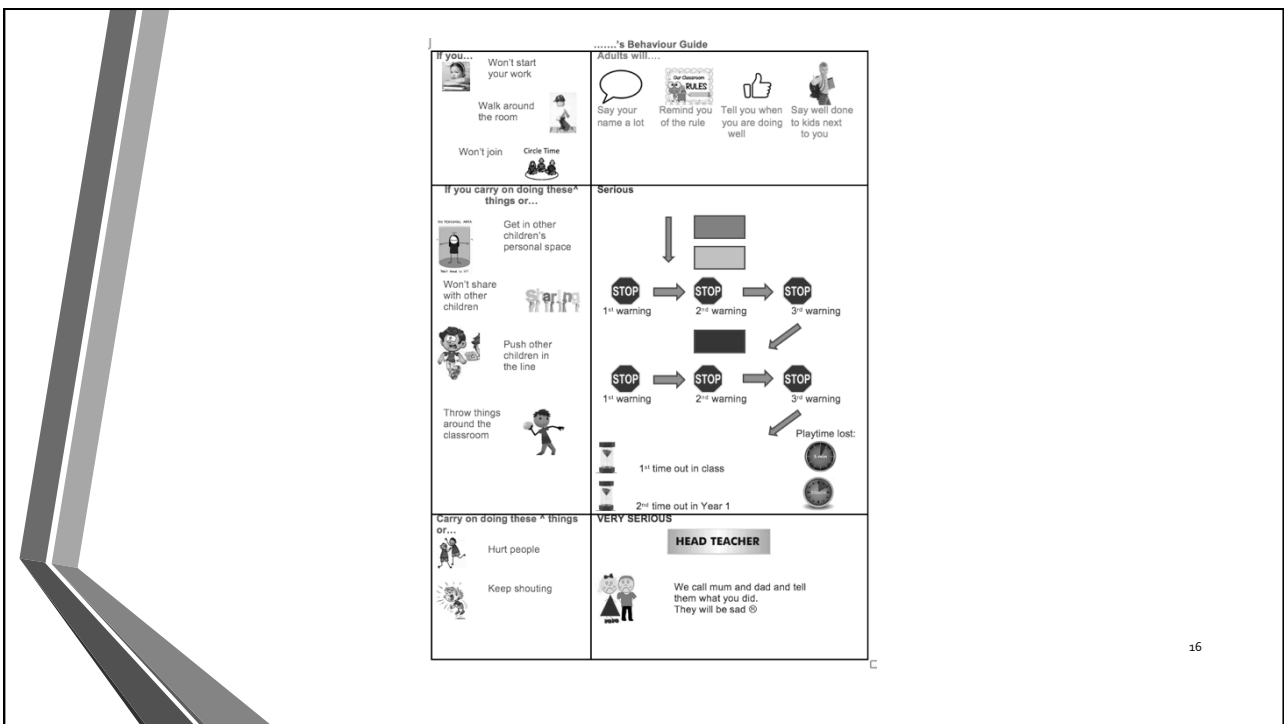 …….'s Behaviour Guide
If you…
Won't start
your work
Walk around
the room
Won't join
Circle Time
Adults will….
Our Classroom
RULES
Say your
name a lot
Remind you
of the rule
Tell you when
you are doing
well
Say well done
to kids next
to you
If you carry on doing these^
things or…
Get in other
children's
personal space
Won't share
with other
children
Sharing
Push other
children in
the line
Throw things
around the
classroom
Serious
STOP
STOP
STOP
1st warning
2nd warning
3rd warning
STOP
STOP
STOP
1st warning
2nd warning
3rd warning
Playtime lost:
1st time out in class
2nd time out in Year 1
Carry on doing these ^ things
or…
Hurt people
Keep shouting
VERY SERIOUS
HEAD TEACHER
We call mum and dad and tell
them what you did.
They will be sad ☹
16